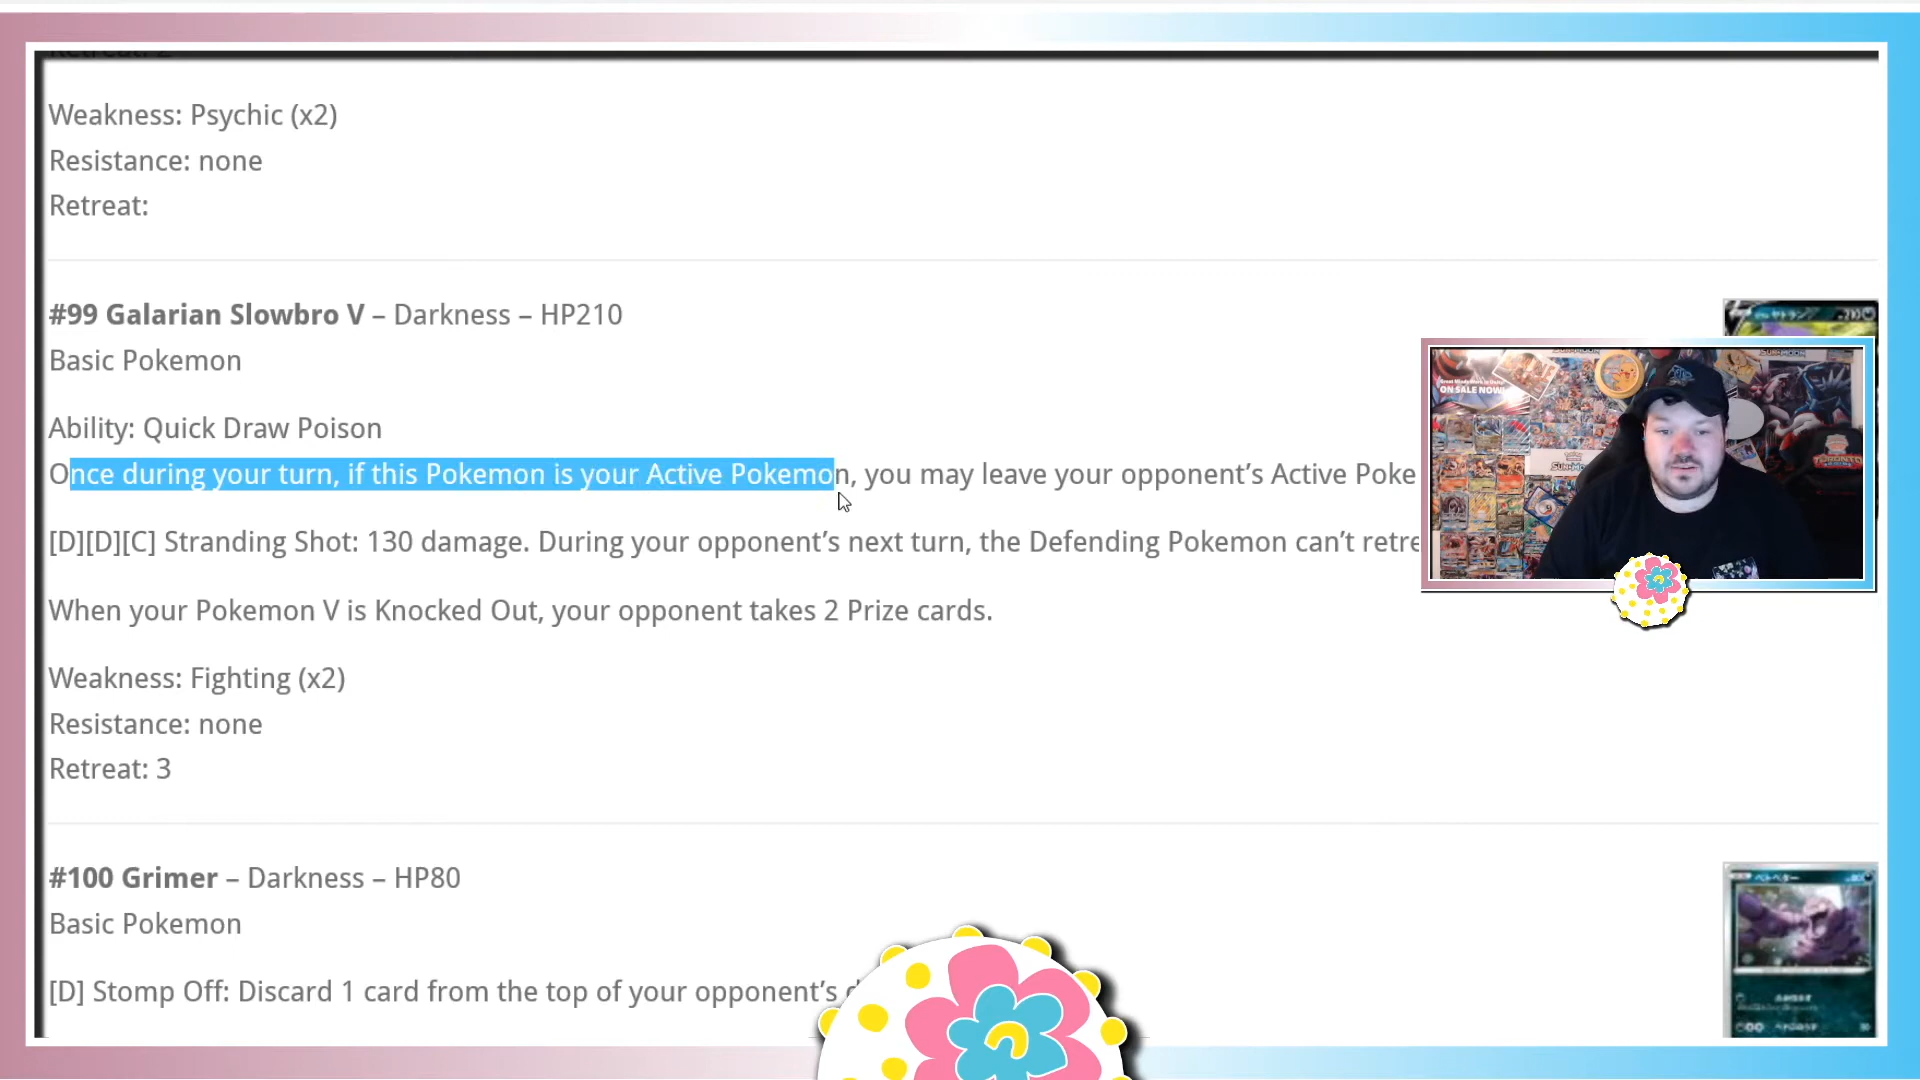 Weakness: Psychic (x2)
Resistance: none
Retreat:
#99 Galarian Slowbro V – Darkness – HP210
Basic Pokemon
Ability: Quick Draw Poison
Once during your turn, if this Pokemon is your Active Pokemon, you may leave your opponent’s Active Poke
[D][D][C] Stranding Shot: 130 damage. During your opponent’s next turn, the Defending Pokemon can’t retre
When your Pokemon V is Knocked Out, your opponent takes 2 Prize cards.
Weakness: Fighting (x2)
Resistance: none
Retreat: 3
#100 Grimer – Darkness – HP80
Basic Pokemon
[D] Stomp Off: Discard 1 card from the top of your opponent’s
ON SALE NOW!
TORONTO